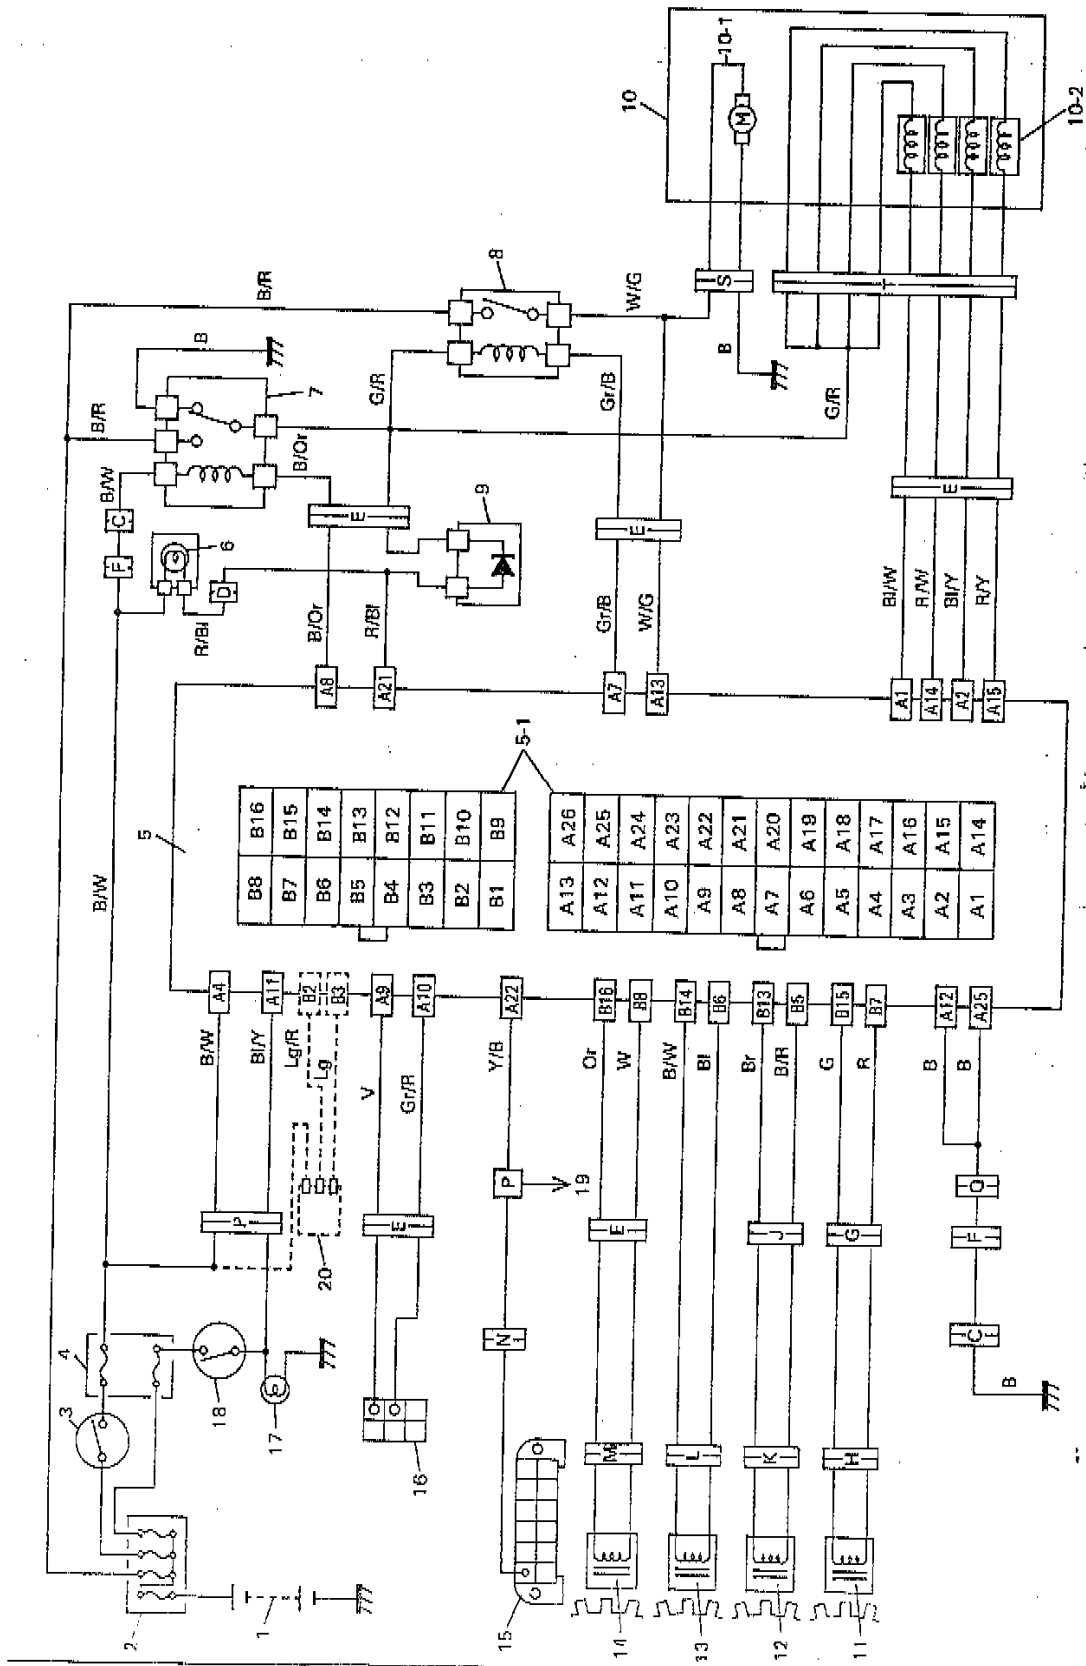 2
3
4
B/W
5
B/W
F
C
B/W
B/R
B
7
B/R
R/Bl
6
D
B/Or
1
18
17
20
P
B/W
Bl/Y
Lg/R
Lg
A4
A11
B2
B3
A8
A21
B/Or
R/Bl
E
9
G/R
8
16
E
V
Gr/R
A9
A10
B8 B16
B7 B15
B6 B14
B5 B13
B4 B12
B3 B11
B2 B10
B1 B9
5-1
15
N
P
19
Y/B
A22
A7
A13
Gr/B
W/G
E
Gr/B
W/G
14
M
E
Or
W
B16
B8
13
L
B/W
Bl
B14
B6
12
K
J
Br
B/R
B13
B5
11
H
G
G
R
B15
B7
A13 A26
A12 A25
A11 A24
A10 A23
A9 A22
A8 A21
A7 A20
A6 A19
A5 A18
A4 A17
A3 A16
A2 A15
A1 A14
B
C
F
Q
B
B
A12
A25
A1
A14
A2
A15
Bl/W
R/W
Bl/Y
R/Y
E
G/R
B
S
T
10
10-1
M
10-2